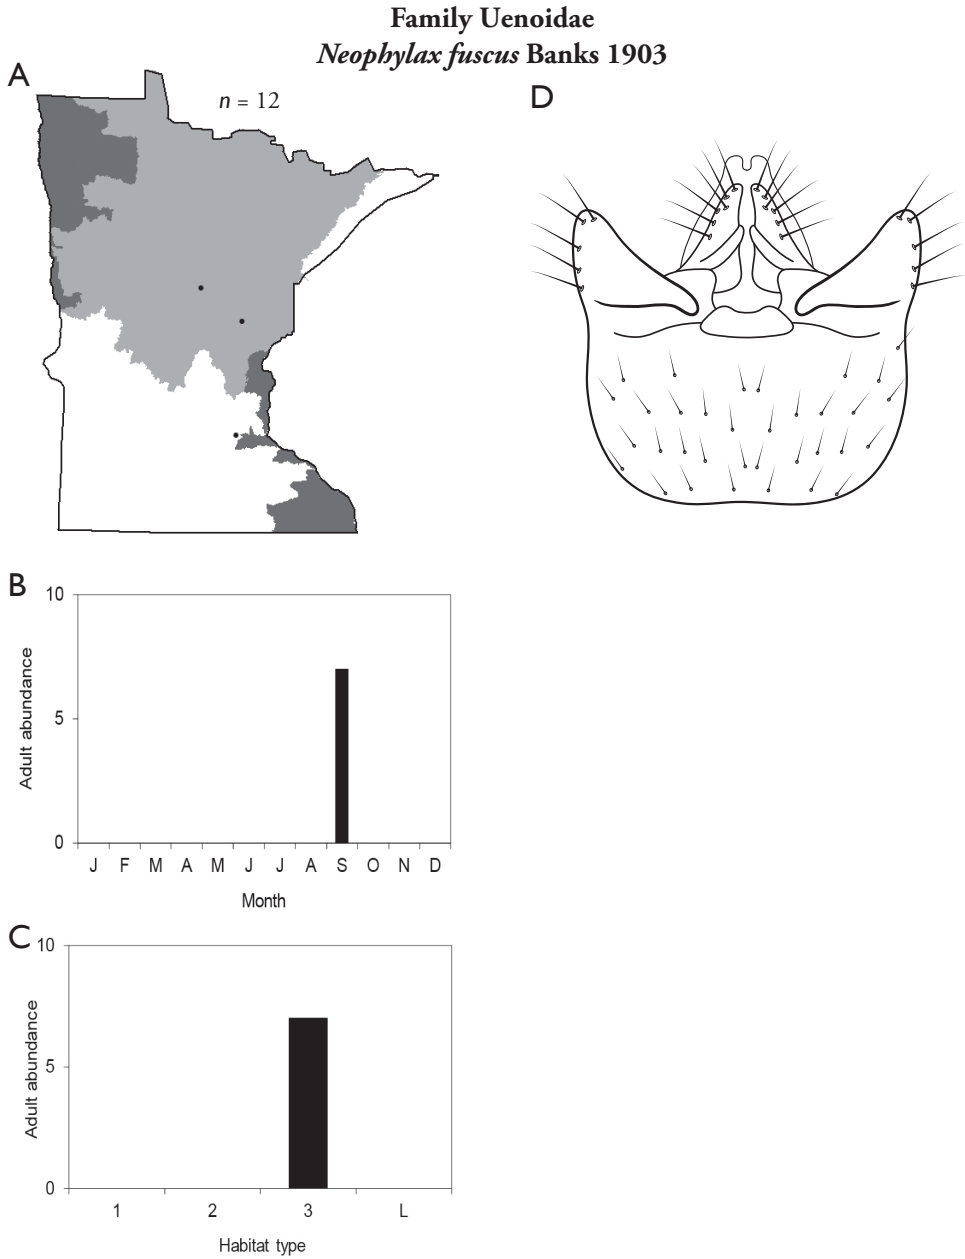 Family Uenoidae
Neophylax fuscus Banks 1903
A
n = 12
D
B
10
5
0
Adult abundance
J F M A M J J A S O N D
Month
C
10
5
0
Adult abundance
1 2 3 L
Habitat type